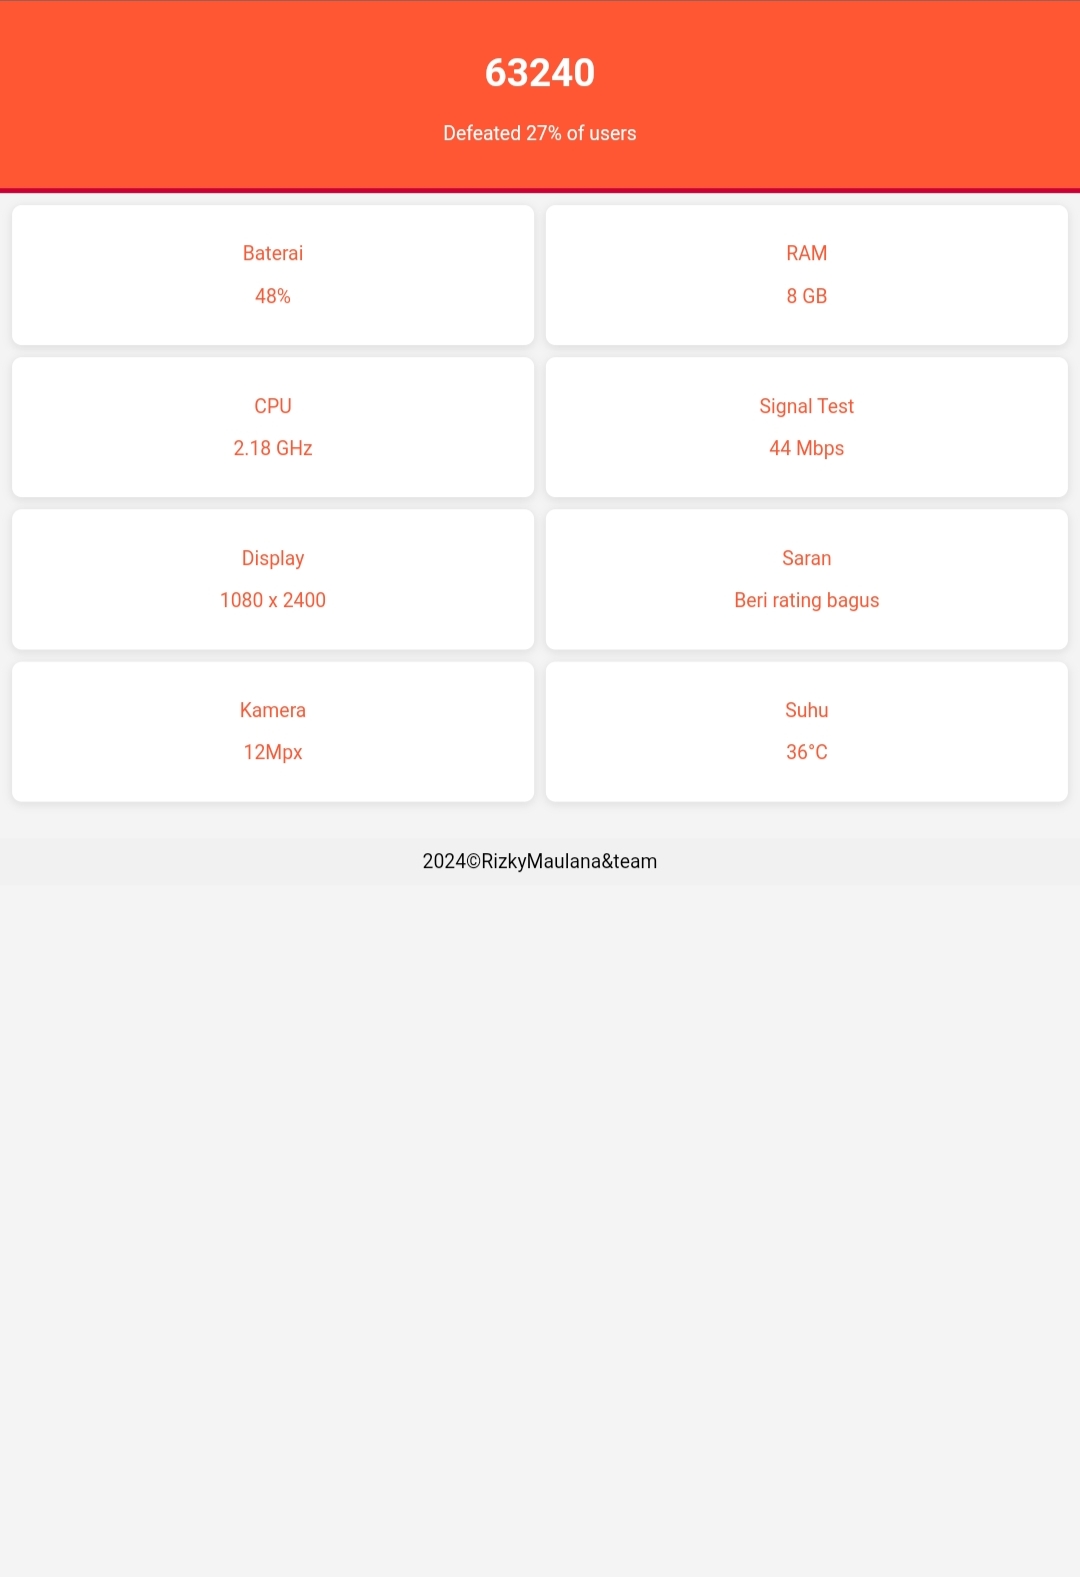 63240
Defeated 27% of users
Baterai
48%
RAM
8 GB
CPU
2.18 GHz
Signal Test
44 Mbps
Display
1080 x 2400
Saran
Beri rating bagus
Kamera
12Mpx
Suhu
36°C
2024©RizkyMaulana&team